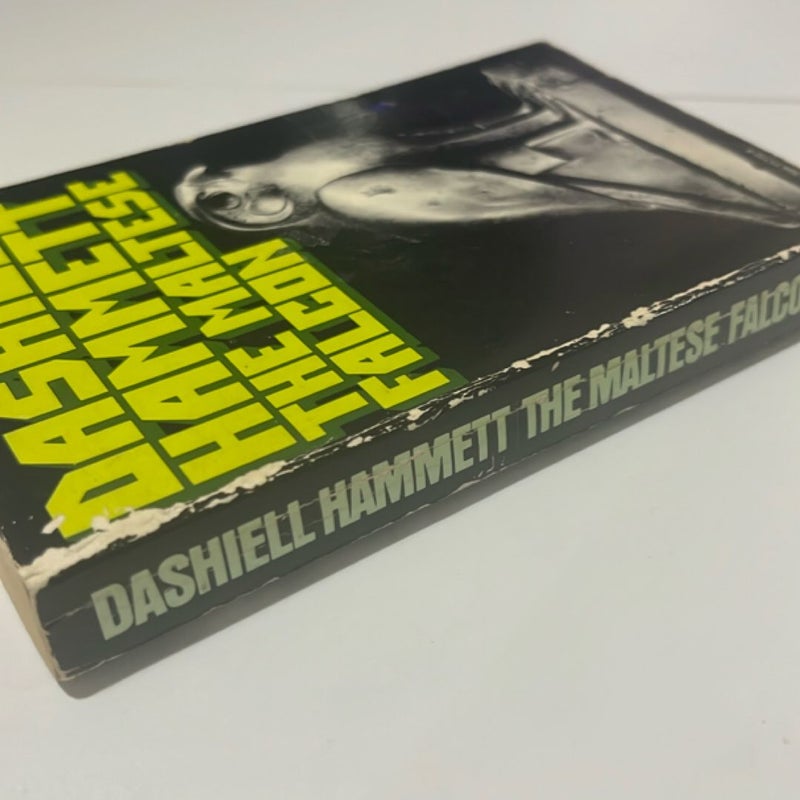 DASHIELL
HAMMETT
THE MALTESE
FALCON
DASHIELL HAMMETT THE MALTESE FALCO